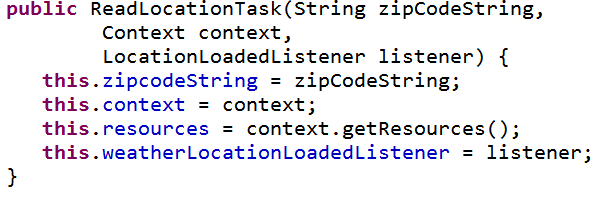 public ReadLocationTask(String zipCodeString,
        Context context,
        LocationLoadedListener listener) {
   this.zipcodeString = zipCodeString;
   this.context = context;
   this.resources = context.getResources();
   this.weatherLocationLoadedListener = listener;
}